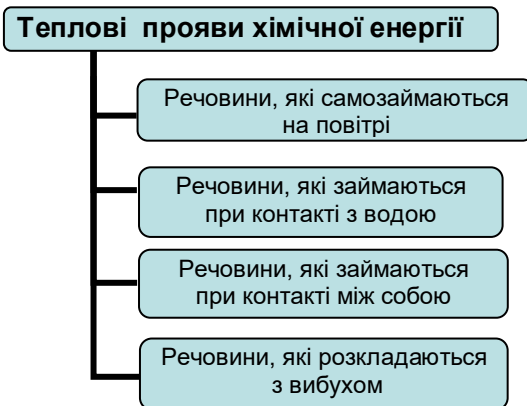 Теплові прояви хімічної енергії
Речовини, які самозаймаються
на повітрі
Речовини, які займаються
при контакті з водою
Речовини, які займаються
при контакті між собою
Речовини, які розкладаються
з вибухом